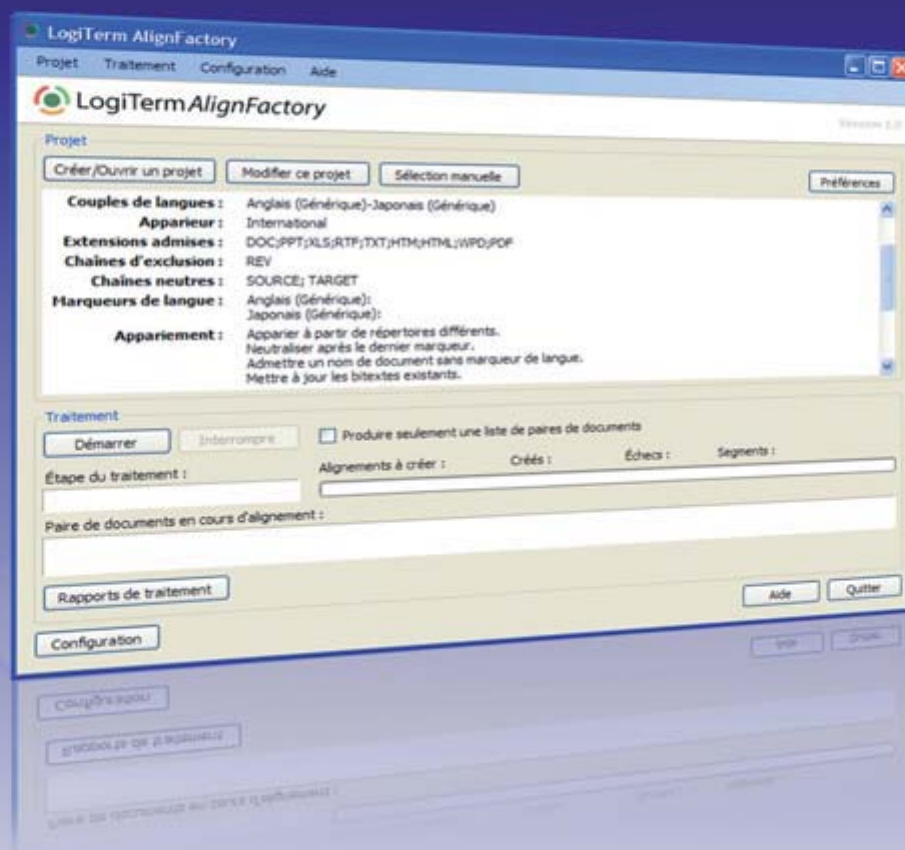 LogiTerm AlignFactory
Projet Traitement Configuration Aide
LogiTerm AlignFactory
Version 1.0
Projet
Créer/Ouvrir un projet Modifier ce projet Sélection manuelle Préférences
Couples de langues : Anglais (Générique)-Japonais (Générique)
Apparieur : International
Extensions admises : DOC;PPT;XLS;RTF;TXT;HTM;HTML;WPD;PDF
Chaînes d'exclusion : REV
Chaînes neutres : SOURCE; TARGET
Marqueurs de langue : Anglais (Générique):
Japonais (Générique):
Appariement : Apparier à partir de répertoires différents.
Neutraliser après le dernier marqueur.
Admettre un nom de document sans marqueur de langue.
Mettre à jour les bitextes existants.
Traitement
Démarrer Interrompre Produire seulement une liste de paires de documents
Étape du traitement : Alignements à créer : Créés : Échecs : Segments :
Paire de documents en cours d'alignement :
Rapports de traitement Aide Quitter
Configuration